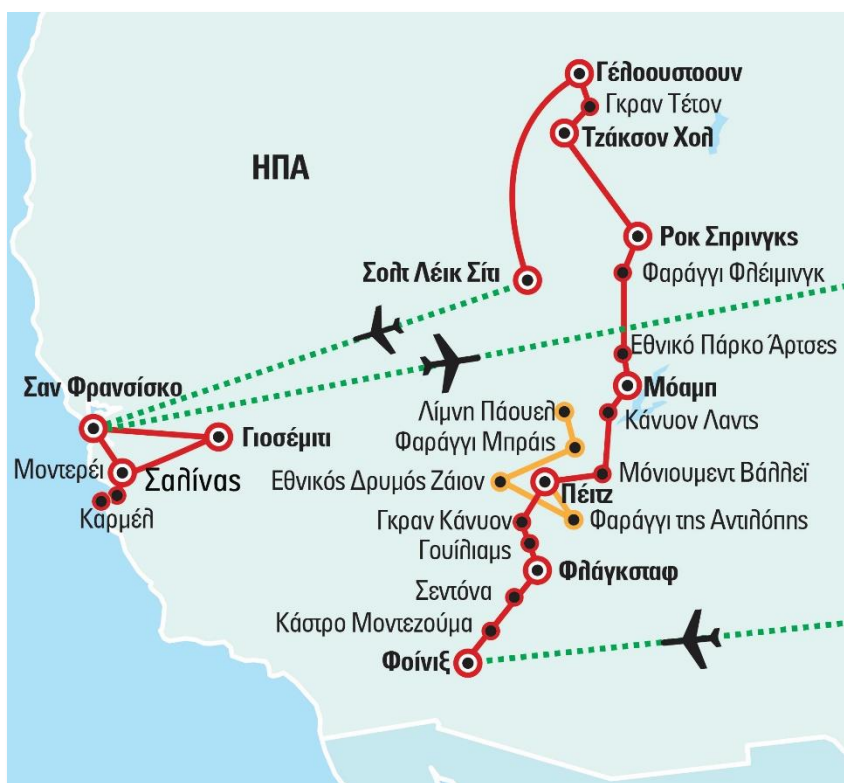 Γέλοουστοουν
Γκραν Τέτον
Τζάκσον Χολ
ΗΠΑ
Ροκ Σπρινγκς
Σολτ Λέικ Σίτι
Φαράγγι Φλέιμινγκ
Εθνικό Πάρκο Άρτσες
Σαν Φρανσίσκο
Μόαμπ
Λίμνη Πάουελ
Κάνυον Λαντς
Γιοσέμιτι
Φαράγγι Μπράις
Μοντερέι
Σαλίνας
Εθνικός Δρυμός Ζάιον
Μόνιουμεντ Βάλλεϊ
Πέιτζ
Καρμέλ
Γκραν Κάνυον
Φαράγγι της Αντιλόπης
Γουίλιαμς
Φλάγκσταφ
Σεντόνα
Κάστρο Μοντεζούμα
Φοίνιξ